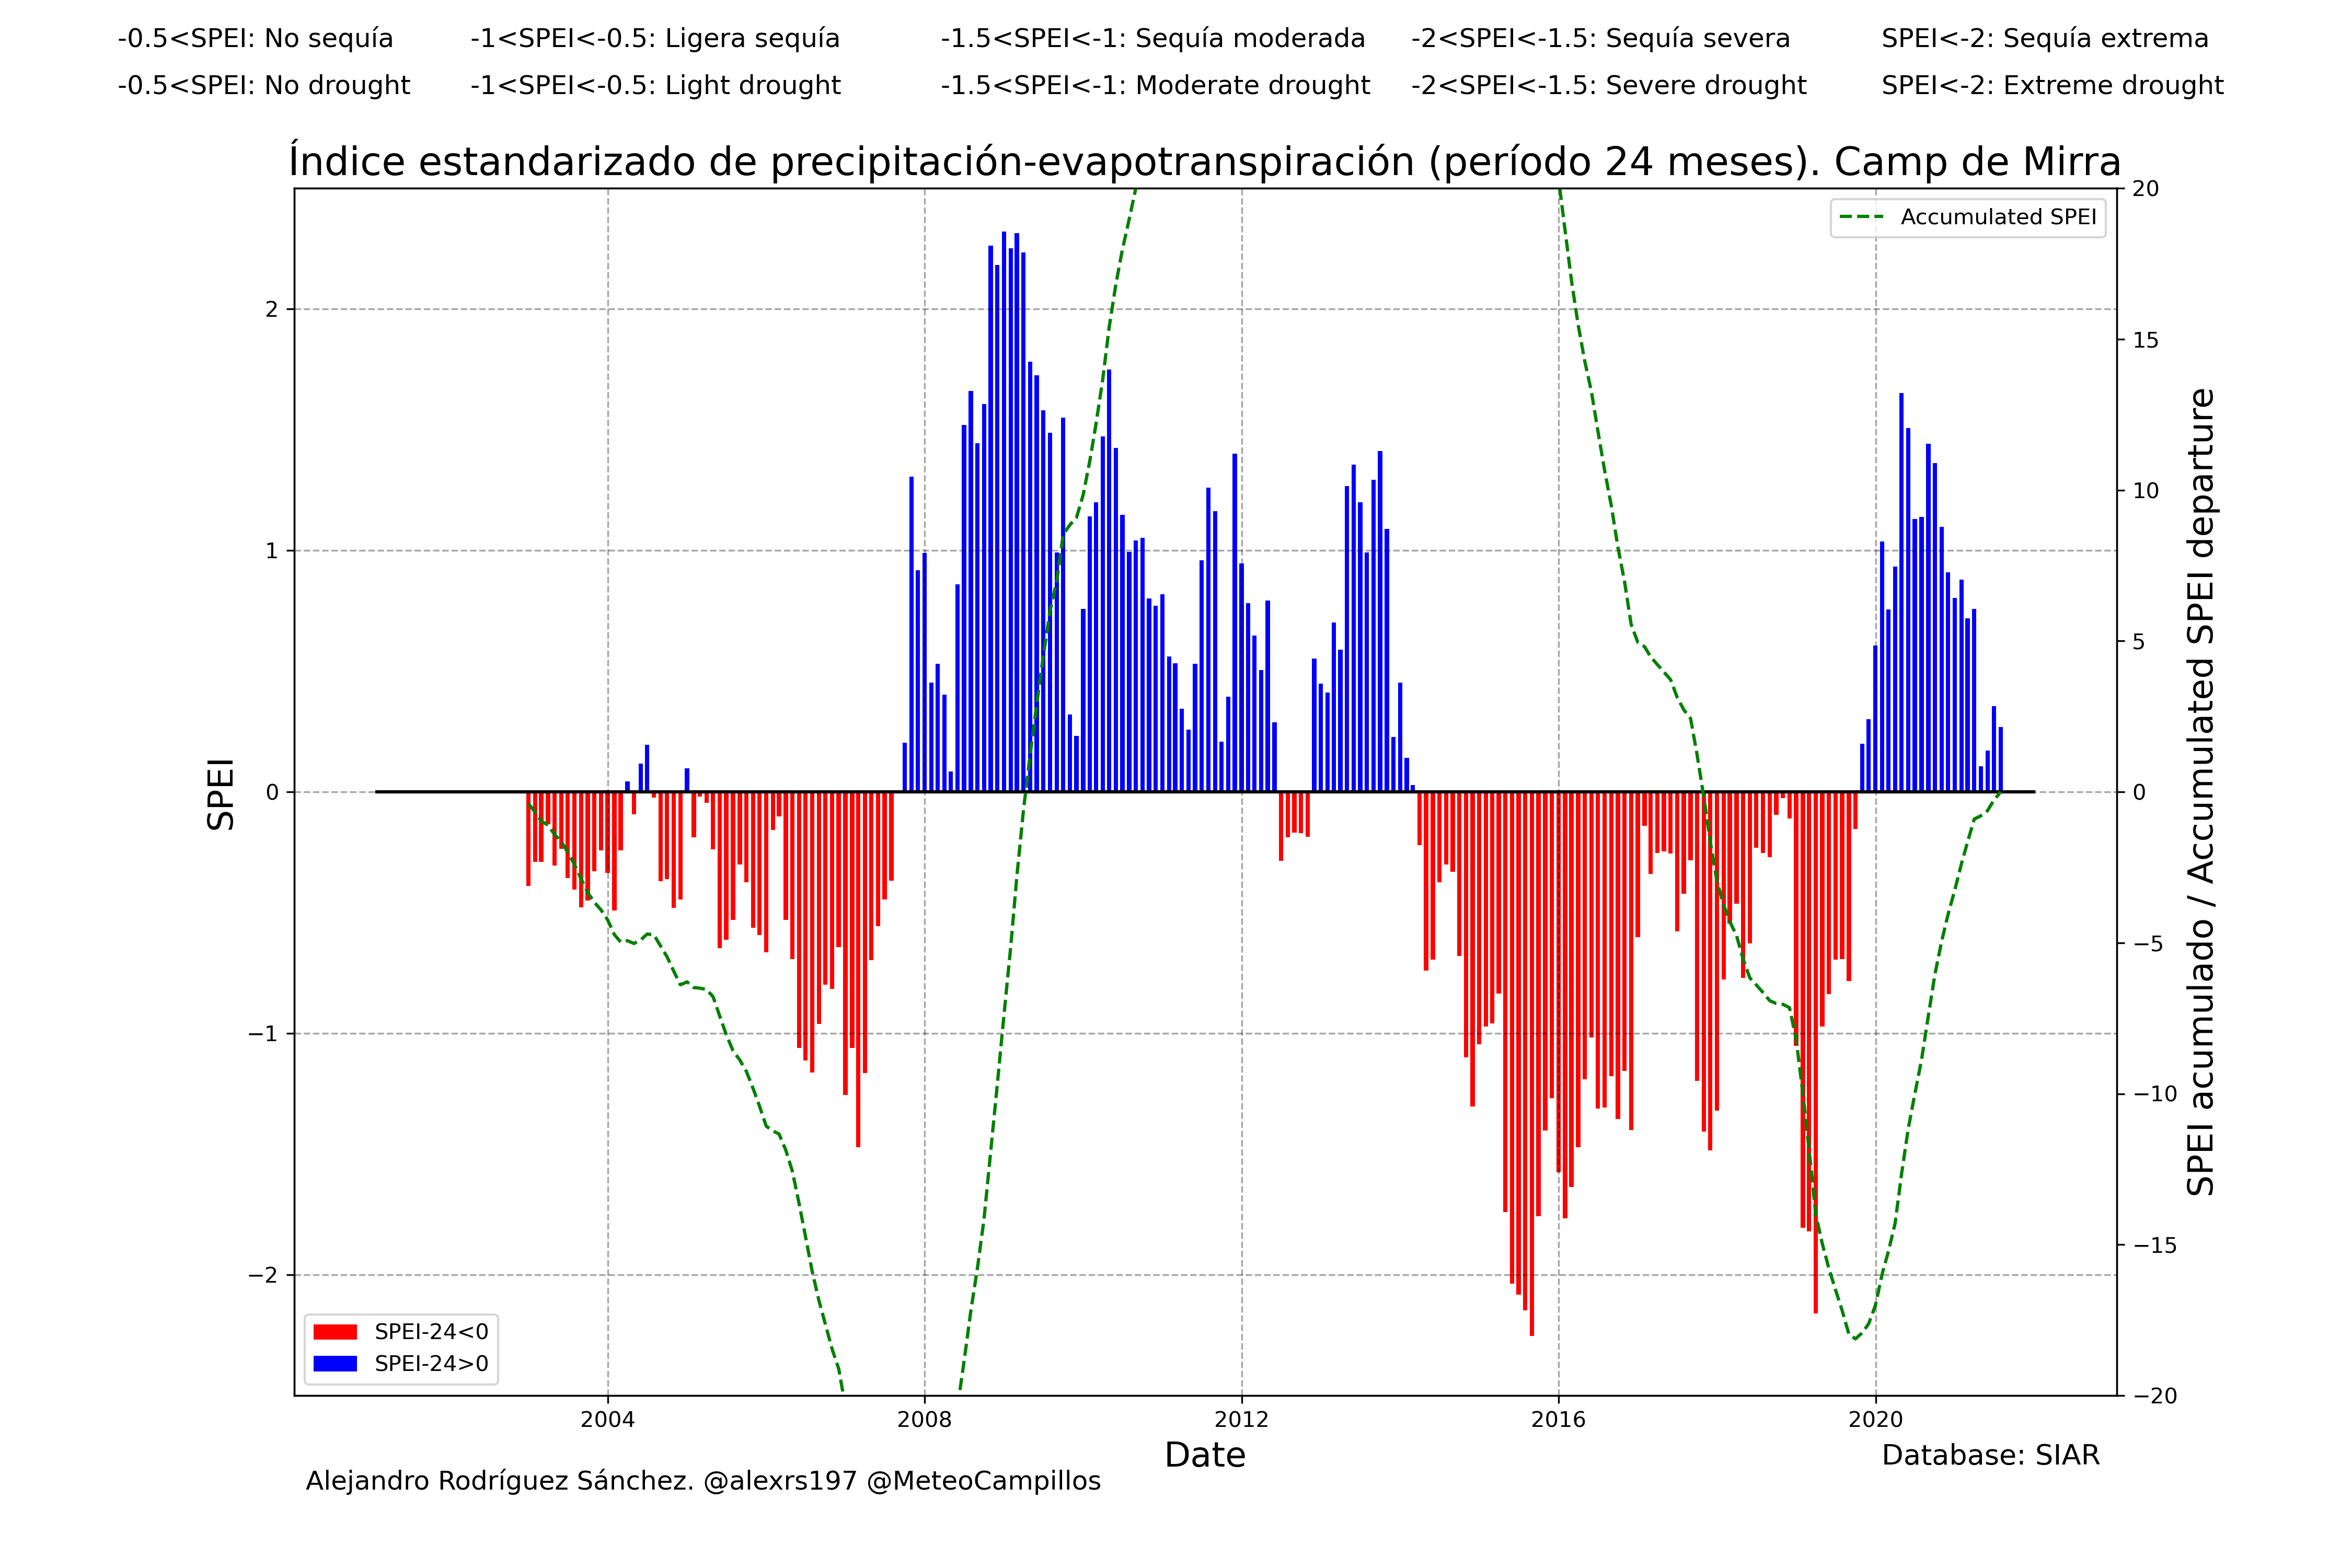 -0.5<SPEI: No sequía -1<SPEI<-0.5: Ligera sequía -1.5<SPEI<-1: Sequía moderada -2<SPEI<-1.5: Sequía severa SPEI<-2: Sequía extrema
-0.5<SPEI: No drought -1<SPEI<-0.5: Light drought -1.5<SPEI<-1: Moderate drought -2<SPEI<-1.5: Severe drought SPEI<-2: Extreme drought
Índice estandarizado de precipitación-evapotranspiración (período 24 meses). Camp de Mirra
Accumulated SPEI
SPEI
2
1
0
−1
−2
20
15
10
5
0
−5
−10
−15
−20
SPEI acumulado / Accumulated SPEI departure
SPEI-24<0
SPEI-24>0
2004 2008 2012 2016 2020
Date
Database: SIAR
Alejandro Rodríguez Sánchez. @alexrs197 @MeteoCampillos